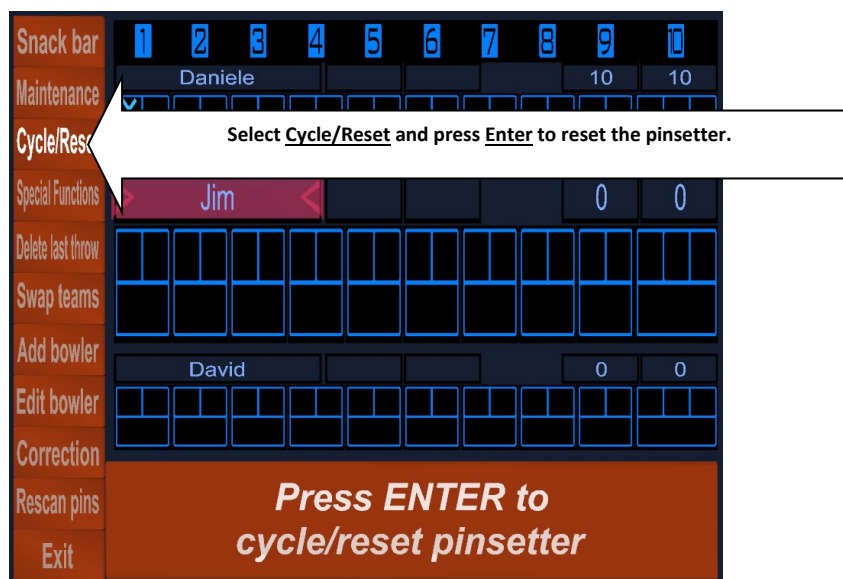 Snack bar
Maintenance
Cycle/Res
Special Functions
Delete last throw
Swap teams
Add bowler
Edit bowler
Correction
Rescan pins
Exit
1 2 3 4 5 6 7 8 9 10
Daniele 10 10
X
Select Cycle/Reset and press Enter to reset the pinsetter.
> Jim < 0 0
David 0 0
Press ENTER to
cycle/reset pinsetter